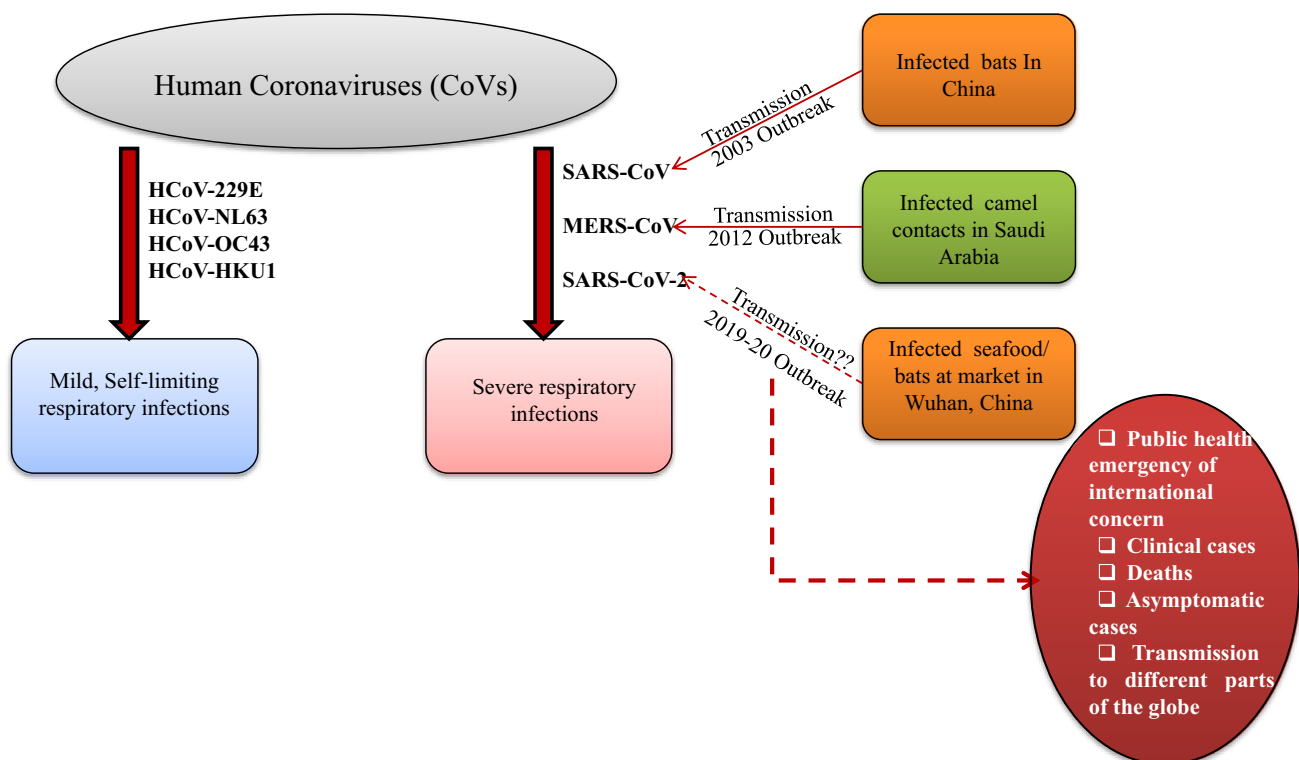 Human Coronaviruses (CoVs)
HCoV-229E
HCoV-NL63
HCoV-OC43
HCoV-HKU1
Mild, Self-limiting
respiratory infections
SARS-CoV
MERS-CoV
SARS-CoV-2
Severe respiratory
infections
Transmission
2003 Outbreak
Transmission
2012 Outbreak
Transmission??
2019-20 Outbreak
Infected bats In
China
Infected camel
contacts in Saudi
Arabia
Infected seafood/
bats at market in
Wuhan, China
❑ Public health
emergency of
international
concern
❑ Clinical cases
❑ Deaths
❑ Asymptomatic
cases
❑ Transmission
to different parts
of the globe